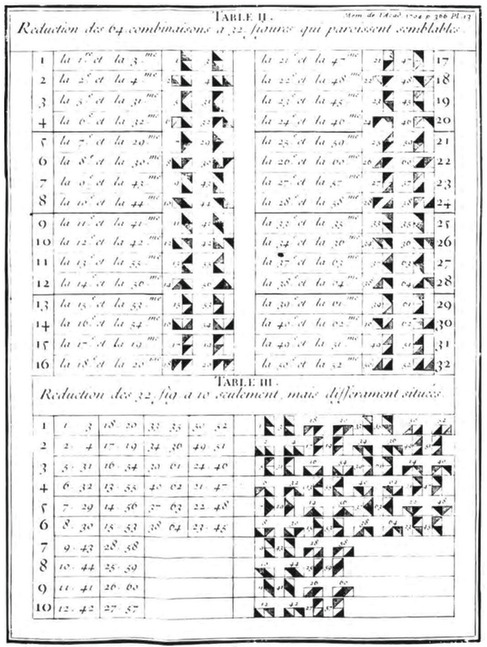 TABLE II.
Mem. de l'Acad. 1704 p. 366 Pl. 13
Reduction des 64 combinaisons a 32 figures qui paroissent semblables.
1 la 1.re et la 3.me
2 la 2.e et la 4.me
3 la 5.e et la 31.me
4 la 6.e et la 32.me
5 la 7.e et la 29.me
6 la 8.e et la 30.me
7 la 9.e et la 43.me
8 la 10.e et la 44.me
9 la 11.e et la 41.me
10 la 12.e et la 42.me
11 la 13.e et la 55.me
12 la 14.e et la 56.me
13 la 15.e et la 53.me
14 la 16.e et la 54.me
15 la 17.e et la 19.me
16 la 18.e et la 20.me
la 21.e et la 47.me 17
la 22.e et la 48.me 18
la 23.e et la 45.me 19
la 24.e et la 46.me 20
la 25.e et la 59.me 21
la 26.e et la 60.me 22
la 27.e et la 57.me 23
la 28.e et la 58.me 24
la 33.e et la 35.me 25
la 34.e et la 36.me 26
la 37.e et la 63.me 27
la 38.e et la 64.me 28
la 39.e et la 61.me 29
la 40.e et la 62.me 30
la 49.e et la 51.me 31
la 50.e et la 52.me 32
TABLE III.
Reduction des 32 fig a 10 seulement, mais differament situées.
1 1. 3 18. 20 33. 35 50. 52
2 2. 4 17. 19 34. 36 49. 51
3 5. 31 16. 54 39. 61 24. 46
4 6. 32 13. 55 40. 62 21. 47
5 7. 29 14. 56 37. 63 22. 48
6 8. 30 15. 53 38. 64 23. 45
7 9. 43 28. 58
8 10. 44 25. 59
9 11. 41 26. 60
10 12. 42 27. 57